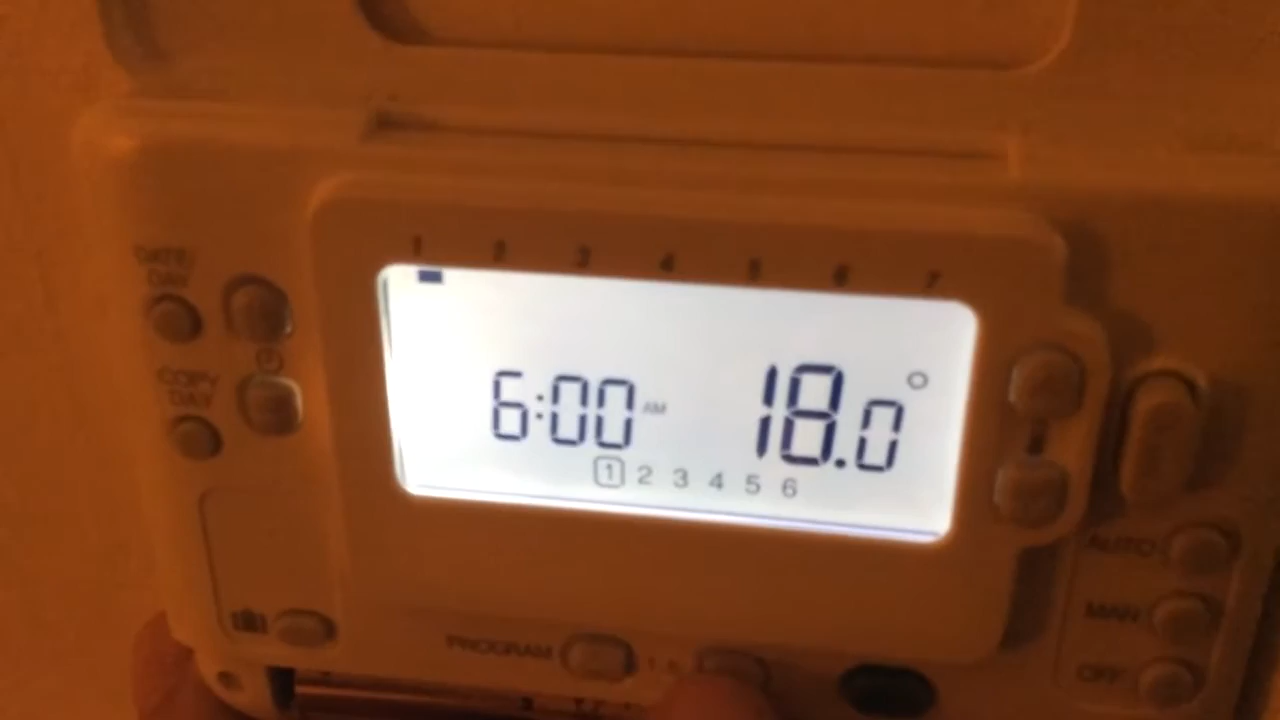 1 2 3 4 5 6 7
DATE/
DAY
6:00 AM 18.0°
COPY
DAY
1 2 3 4 5 6
AUTO
MAN
PROGRAM
OFF